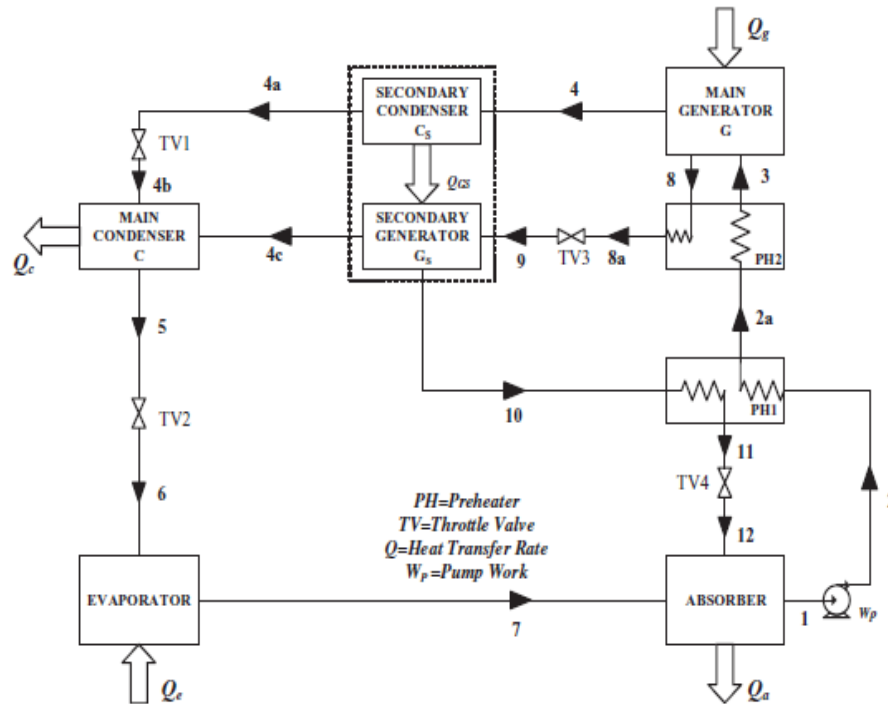 Qg
4a
SECONDARY
CONDENSER
Cs
4
MAIN
GENERATOR
G
TV1
4b
QGS
8
3
MAIN
CONDENSER
C
Qc
4c
SECONDARY
GENERATOR
Gs
9
TV3
8a
PH2
5
2a
10
PH1
TV2
11
TV4
6
PH=Preheater
TV=Throttle Valve
Q=Heat Transfer Rate
WP=Pump Work
12
EVAPORATOR
7
ABSORBER
1
Wp
Qe
Qa